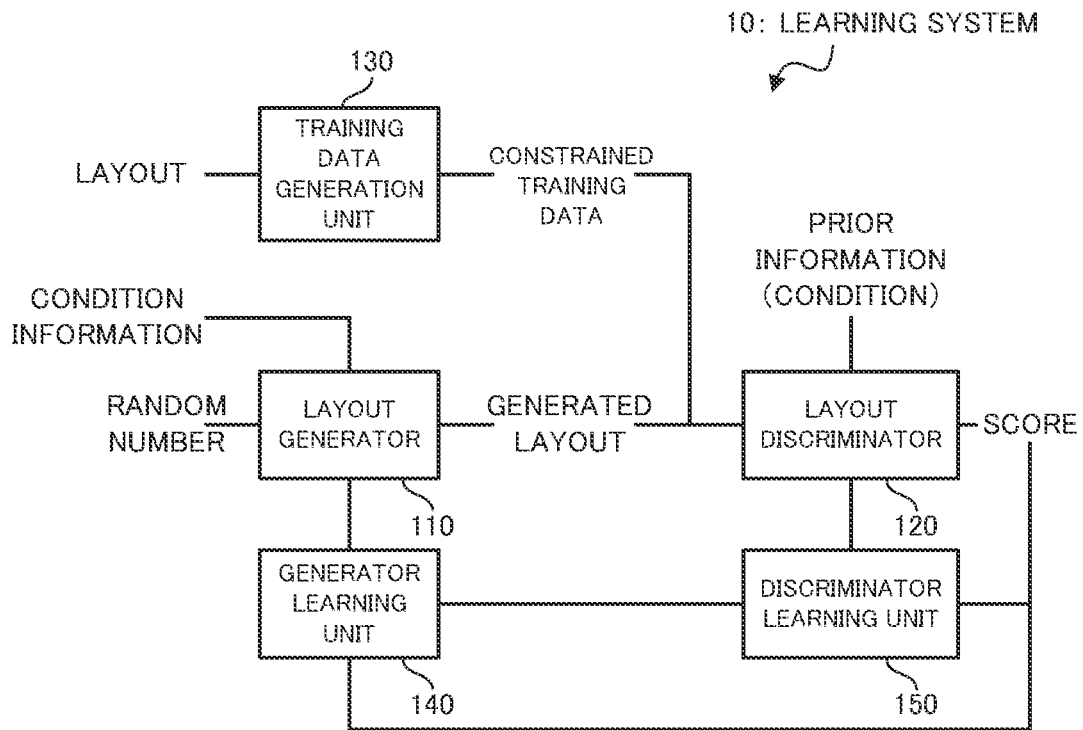 10: LEARNING SYSTEM
130
TRAINING
DATA
GENERATION
UNIT
LAYOUT
CONSTRAINED
TRAINING
DATA
PRIOR
INFORMATION
(CONDITION)
CONDITION
INFORMATION
RANDOM
NUMBER
LAYOUT
GENERATOR
GENERATED
LAYOUT
LAYOUT
DISCRIMINATOR
SCORE
110
120
GENERATOR
LEARNING
UNIT
DISCRIMINATOR
LEARNING UNIT
140
150